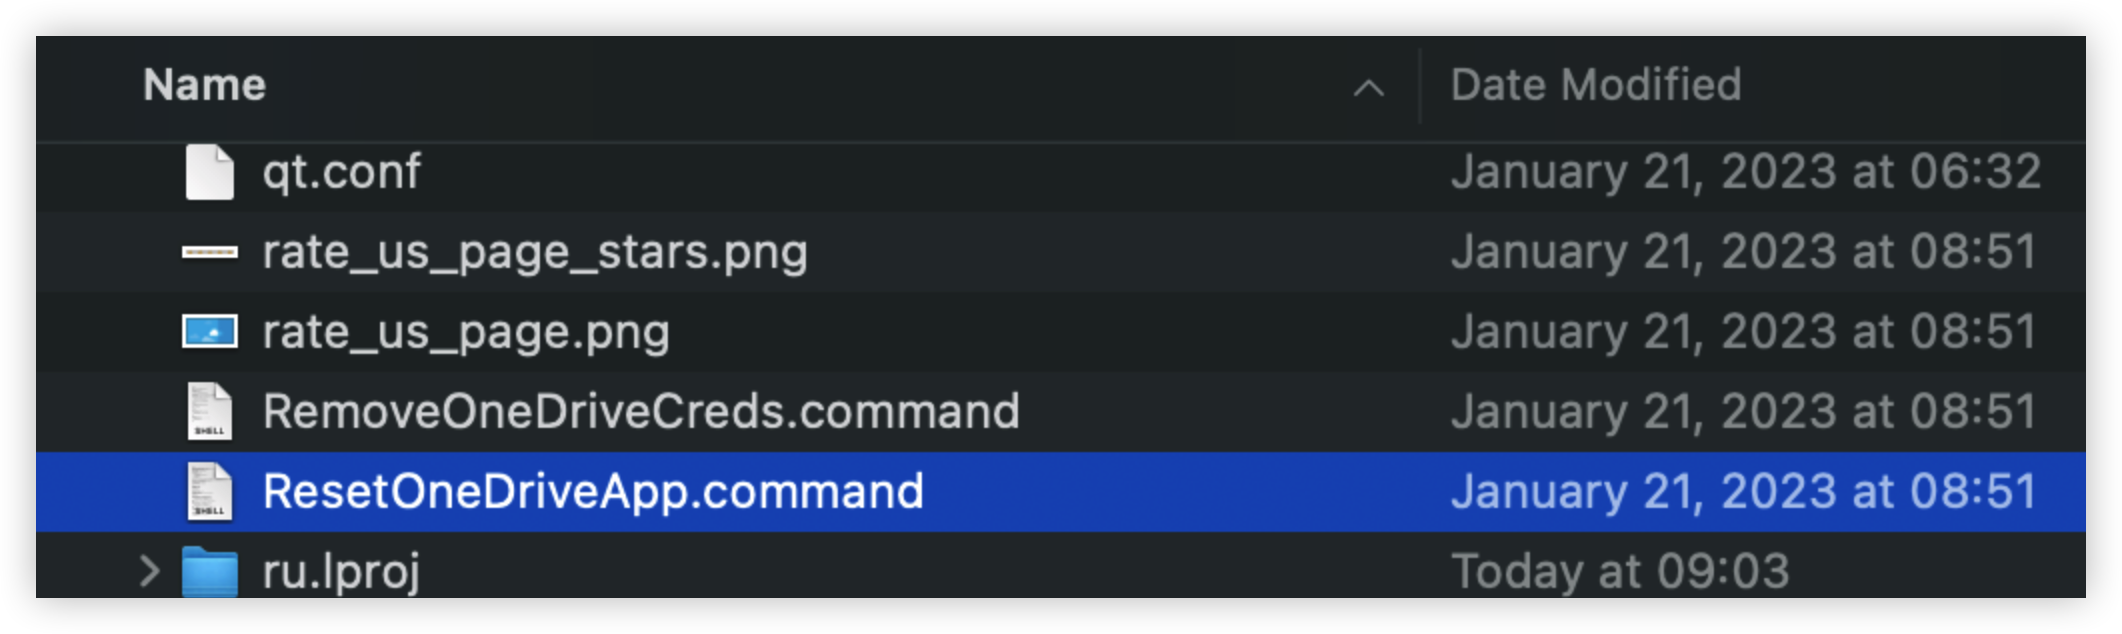 Name Date Modified
qt.conf January 21, 2023 at 06:32
rate_us_page_stars.png January 21, 2023 at 08:51
rate_us_page.png January 21, 2023 at 08:51
SHELL RemoveOneDriveCreds.command January 21, 2023 at 08:51
SHELL ResetOneDriveApp.command January 21, 2023 at 08:51
ru.lproj Today at 09:03